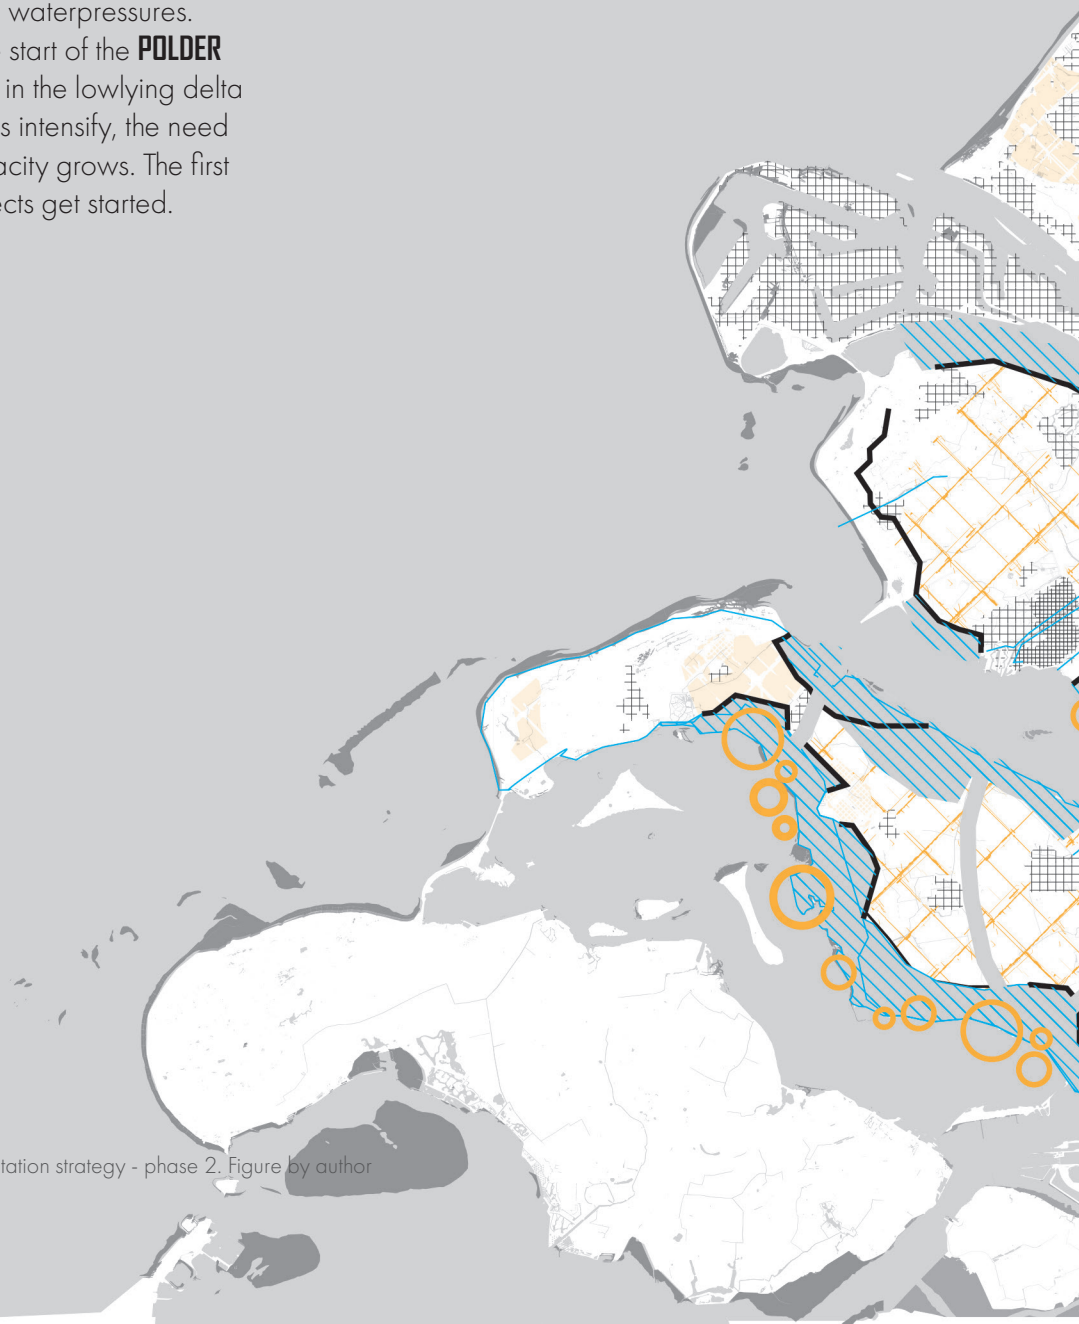 waterpressures.
start of the POLDER
in the lowlying delta
s intensify, the need
acity grows. The first
ects get started.
tation strategy - phase 2. Figure by author